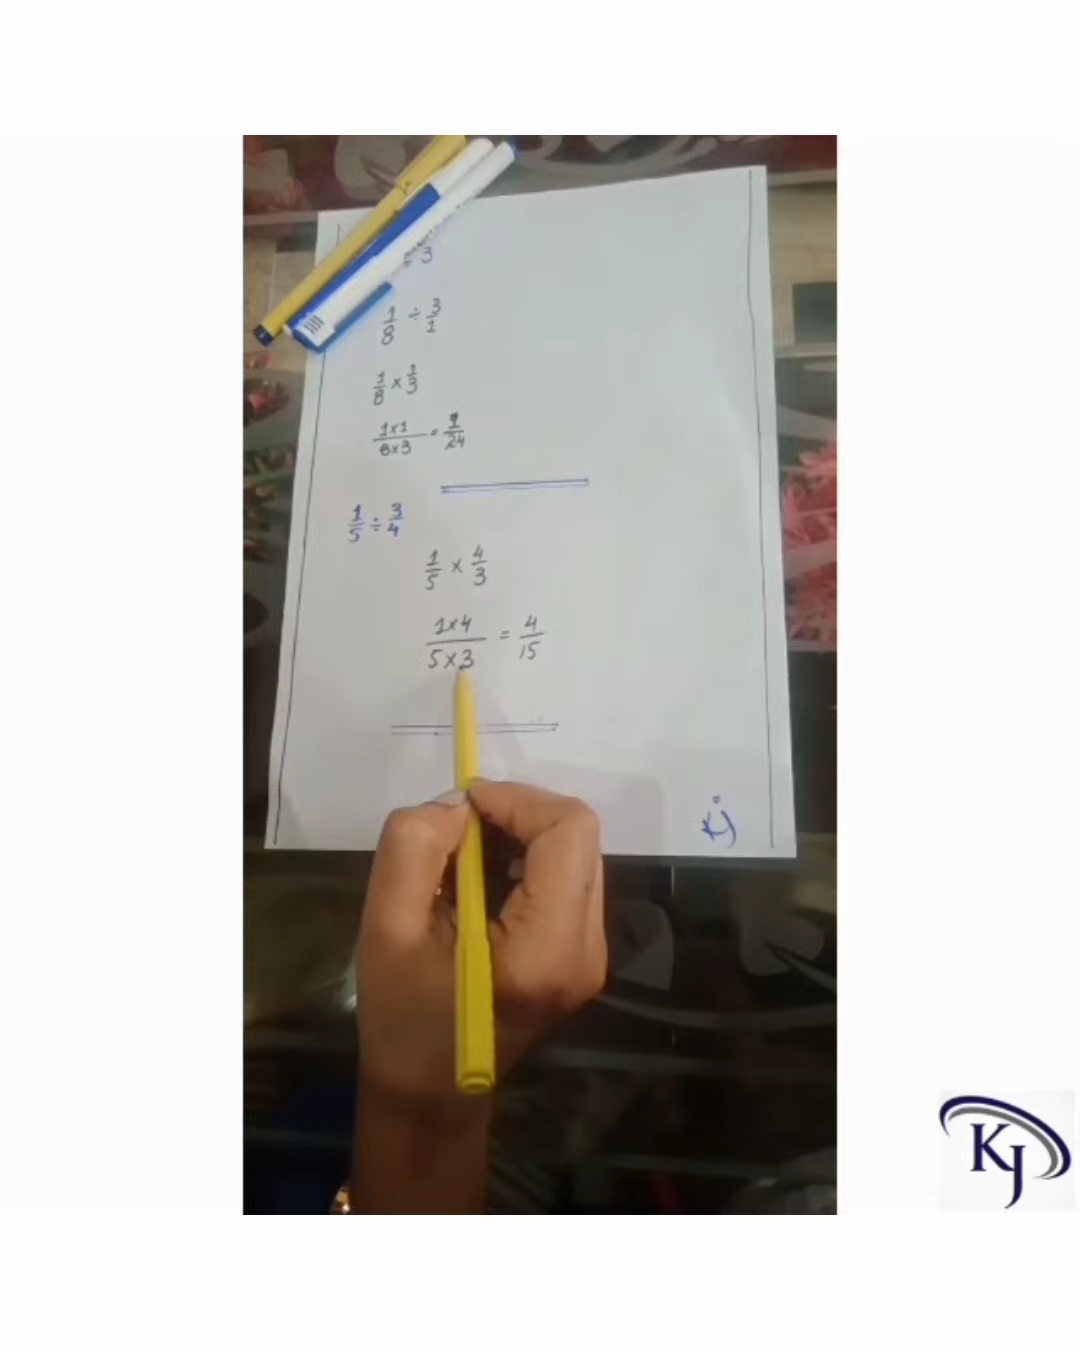 ÷ 3
1/8 ÷ 3/1
1/8 × 1/3
1×1/8×3 = 1/24
1/5 ÷ 3/4
1/5 × 4/3
1×4/5×3 = 4/15
KJ
KJ